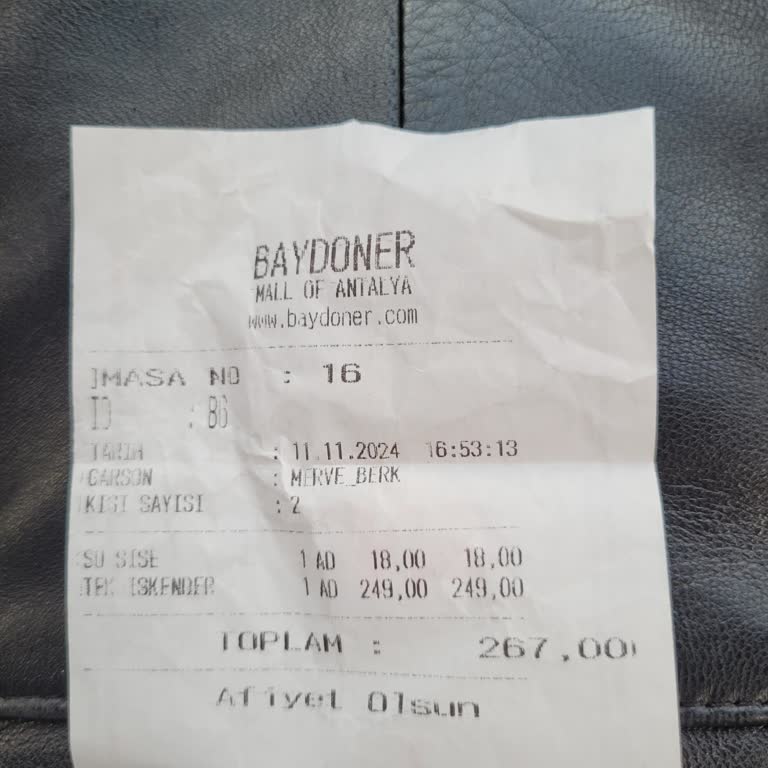 BAYDONER
MALL OF ANTALYA
www.baydoner.com
MASA NO : 16
ID : B6
TARIH : 11.11.2024 16:53:13
GARSON : MERVE_BERK
KISI SAYISI : 2
SU SISE 1 AD 18,00 18,00
TEK ISKENDER 1 AD 249,00 249,00
TOPLAM : 267,00
Afiyet Olsun